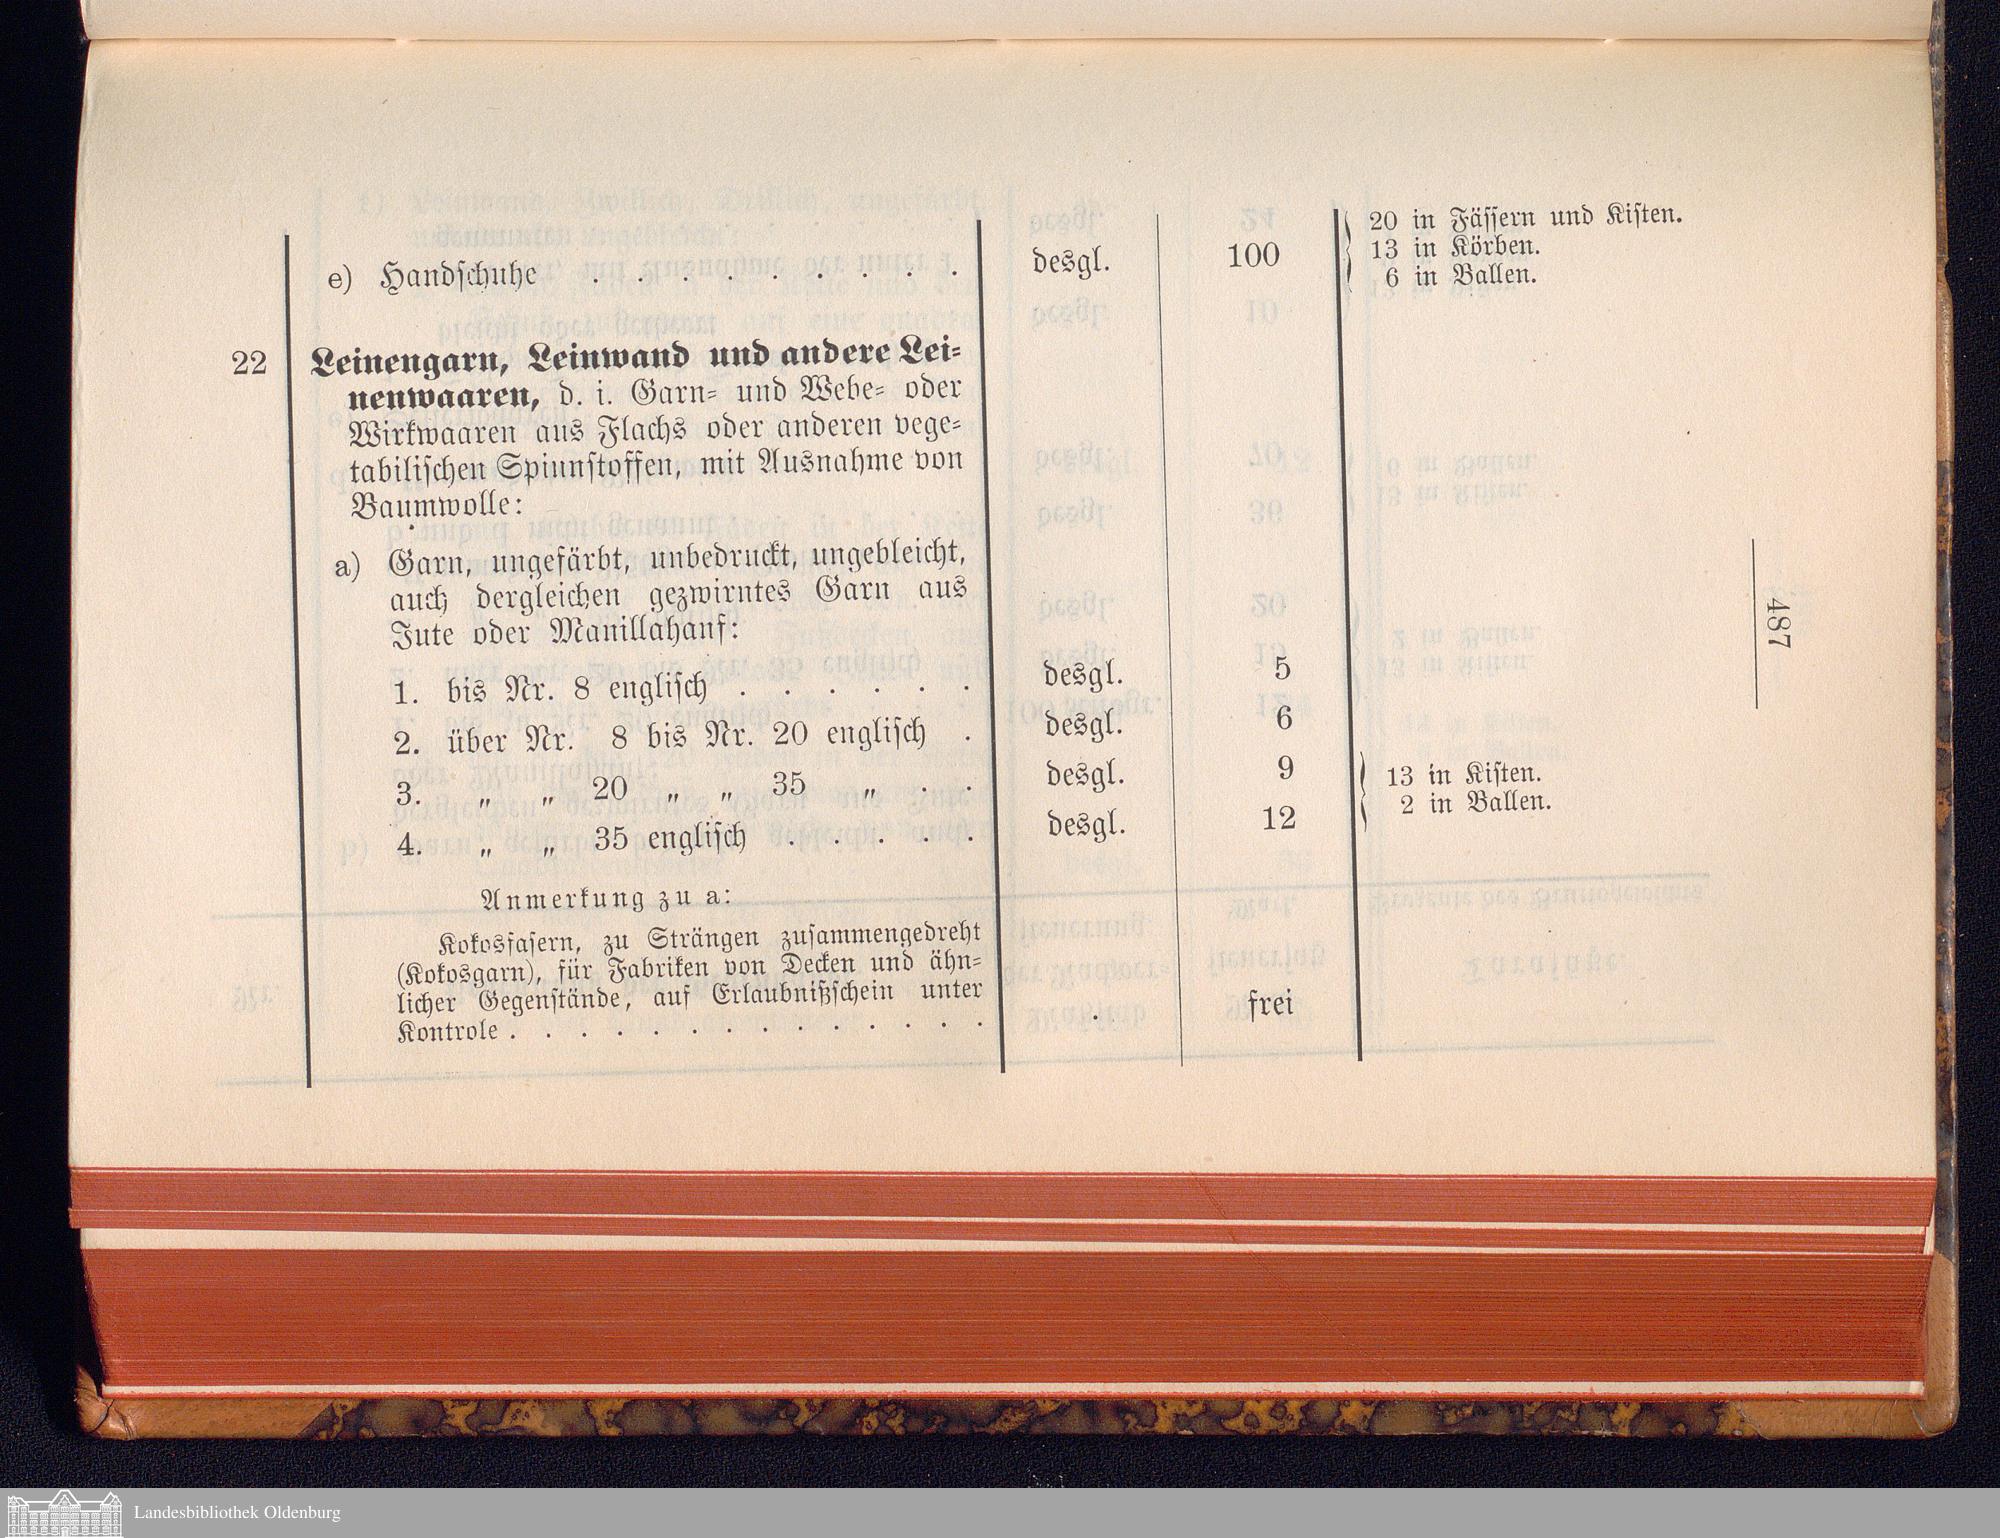 e) Handschuhe . . . . . . . . . desgl. 100 20 in Fässern und Kisten.
13 in Körben.
6 in Ballen.
22 Leinengarn, Leinwand und andere Lei-
nenwaaren, d. i. Garn- und Webe- oder
Wirkwaaren aus Flachs oder anderen vege-
tabilischen Spinnstoffen, mit Ausnahme von
Baumwolle:
a) Garn, ungefärbt, unbedruckt, ungebleicht,
auch dergleichen gezwirntes Garn aus
Jute oder Manillahanf:
1. bis Nr. 8 englisch . . . . . . desgl. 5
2. über Nr. 8 bis Nr. 20 englisch . desgl. 6
3. „ „ 20 „ „ 35 „ . . desgl. 9 13 in Kisten.
2 in Ballen.
4. „ „ 35 englisch . . . . . desgl. 12
Anmerkung zu a:
Kokosfasern, zu Strängen zusammengedreht
(Kokosgarn), für Fabriken von Decken und ähn-
licher Gegenstände, auf Erlaubnißschein unter
Kontrole . . . . . . . . . . . . . . . frei
487
Landesbibliothek Oldenburg